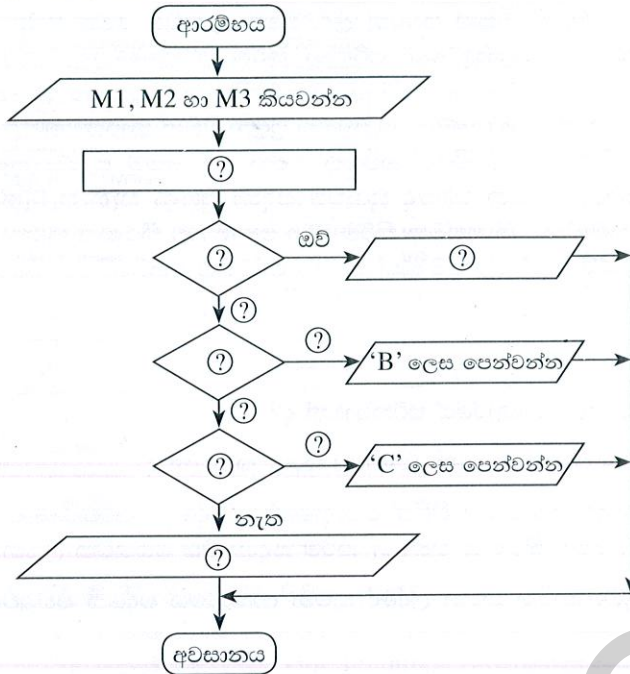 ආරම්භය
M1, M2 හා M3 කියවන්න
?
? ඔව් ?
?
? ? 'B' ලෙස පෙන්වන්න
?
? ? 'C' ලෙස පෙන්වන්න
නැත
?
අවසානය